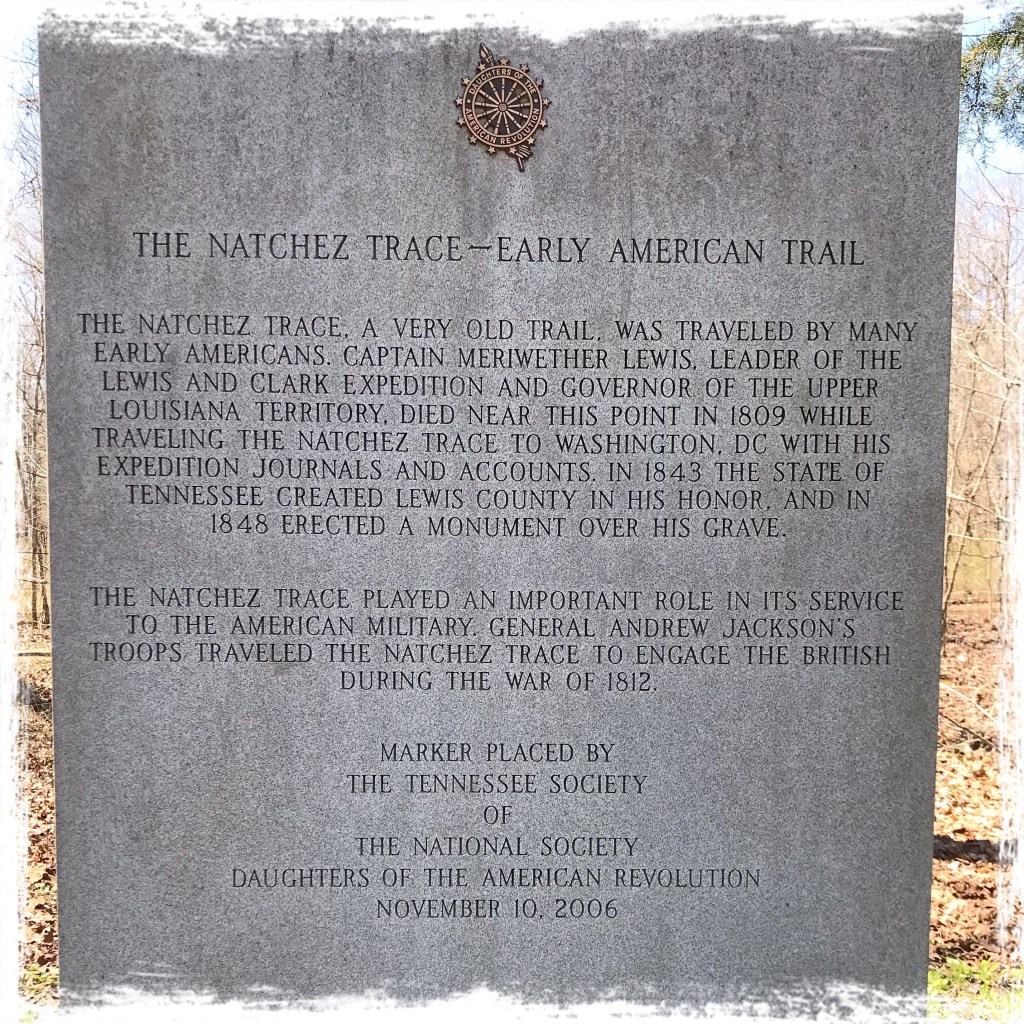 DAUGHTERS OF THE
AMERICAN REVOLUTION
THE NATCHEZ TRACE—EARLY AMERICAN TRAIL
THE NATCHEZ TRACE, A VERY OLD TRAIL, WAS TRAVELED BY MANY
EARLY AMERICANS. CAPTAIN MERIWETHER LEWIS, LEADER OF THE
LEWIS AND CLARK EXPEDITION AND GOVERNOR OF THE UPPER
LOUISIANA TERRITORY, DIED NEAR THIS POINT IN 1809 WHILE
TRAVELING THE NATCHEZ TRACE TO WASHINGTON, DC WITH HIS
EXPEDITION JOURNALS AND ACCOUNTS. IN 1843 THE STATE OF
TENNESSEE CREATED LEWIS COUNTY IN HIS HONOR, AND IN
1848 ERECTED A MONUMENT OVER HIS GRAVE.
THE NATCHEZ TRACE PLAYED AN IMPORTANT ROLE IN ITS SERVICE
TO THE AMERICAN MILITARY. GENERAL ANDREW JACKSON'S
TROOPS TRAVELED THE NATCHEZ TRACE TO ENGAGE THE BRITISH
DURING THE WAR OF 1812.
MARKER PLACED BY
THE TENNESSEE SOCIETY
OF
THE NATIONAL SOCIETY
DAUGHTERS OF THE AMERICAN REVOLUTION
NOVEMBER 10, 2006